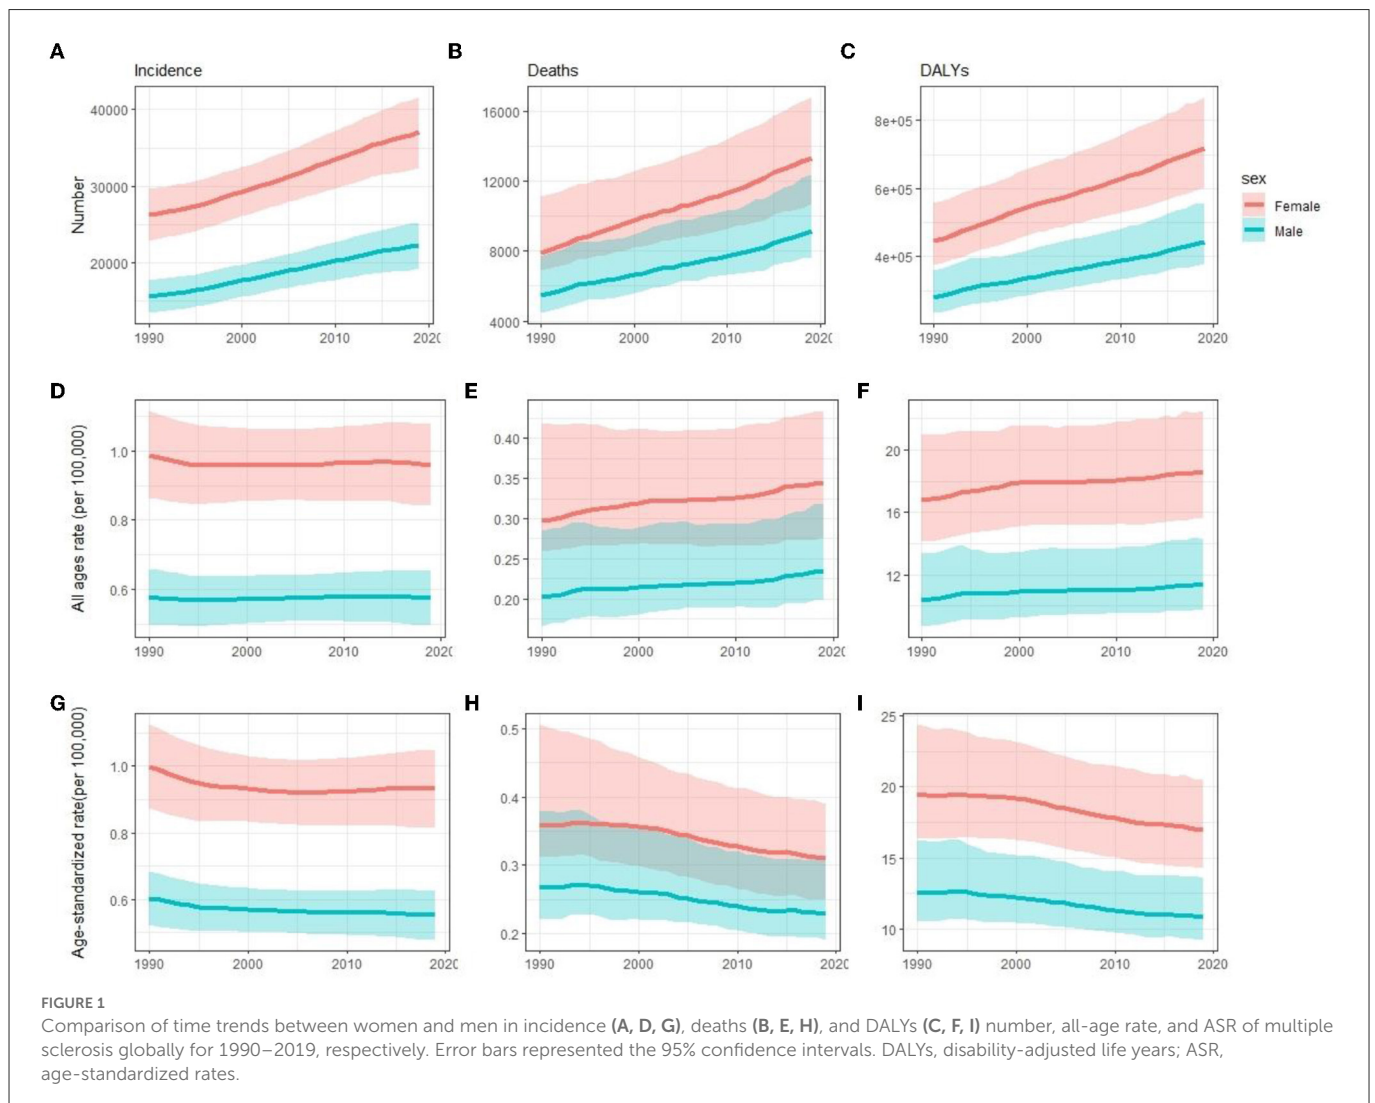 A
B
C
Incidence
Deaths
DALYs
Number
40000
30000
20000
1990
2000
2010
2020
16000
12000
8000
4000
1990
2000
2010
202
8e+05
6e+05
4e+05
1990
2000
2010
2020
sex
Female
Male
D
E
F
All ages rate (per 100,000)
1.0
0.8
0.6
1990
2000
2010
202
0.40
0.35
0.30
0.25
0.20
1990
2000
2010
202
20
16
12
1990
2000
2010
2020
G
H
I
Age-standardized rate(per 100,000)
1.0
0.8
0.6
1990
2000
2010
202
0.5
0.4
0.3
0.2
1990
2000
2010
202
25
20
15
10
1990
2000
2010
2020
FIGURE 1
Comparison of time trends between women and men in incidence (A, D, G), deaths (B, E, H), and DALYs (C, F, I) number, all-age rate, and ASR of multiple
sclerosis globally for 1990–2019, respectively. Error bars represented the 95% confidence intervals. DALYs, disability-adjusted life years; ASR,
age-standardized rates.